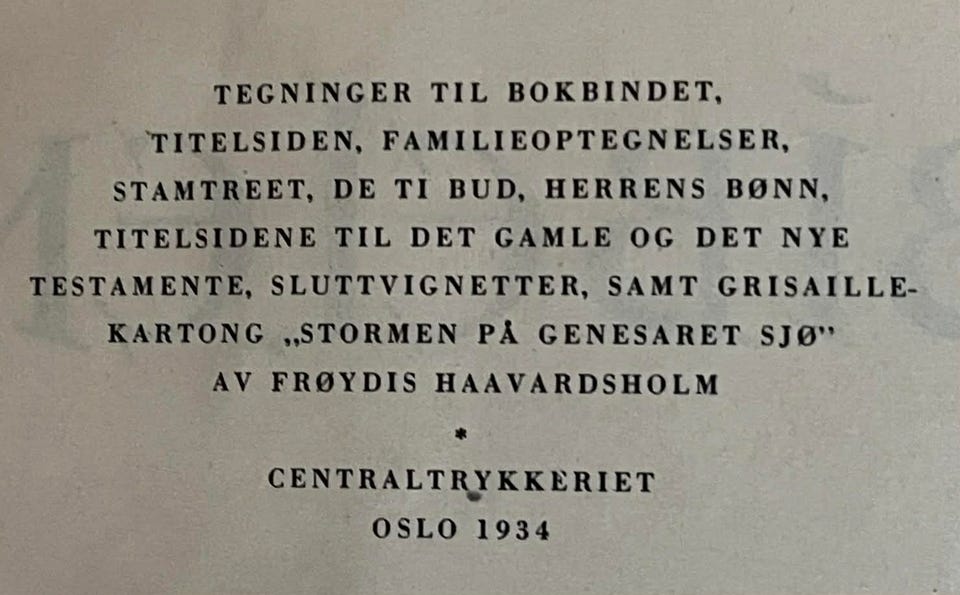 TEGNINGER TIL BOKBINDET,
TITELSIDEN, FAMILIEOPTEGNELSER,
STAMTREET, DE TI BUD, HERRENS BØNN,
TITELSIDENE TIL DET GAMLE OG DET NYE
TESTAMENTE, SLUTTVIGNETTER, SAMT GRISAILLE-
KARTONG „STORMEN PÅ GENESARET SJØ”
AV FRØYDIS HAAVARDSHOLM
*
CENTRALTRYKKERIET
OSLO 1934